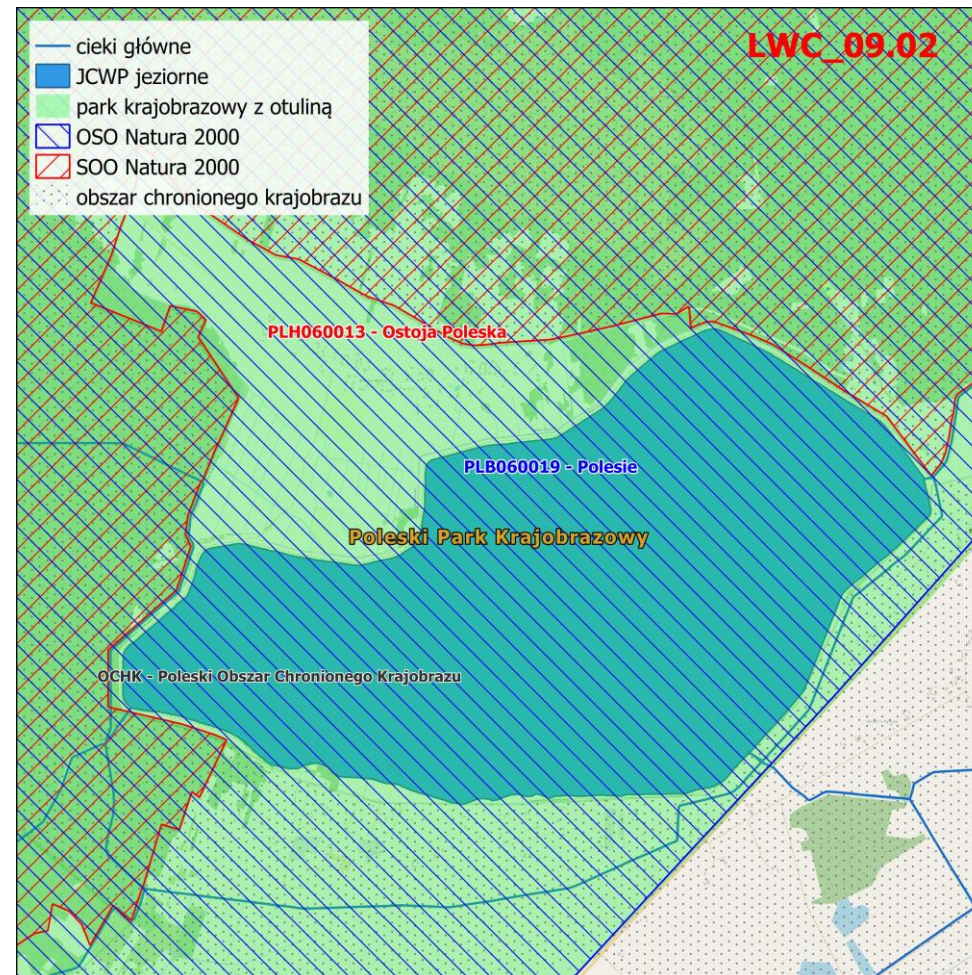 LWC_09.02
cieki główne
JCWP jeziorne
park krajobrazowy z otuliną
OSO Natura 2000
SOO Natura 2000
obszar chronionego krajobrazu
PLH060013 - Ostoja Poleska
PLB060019 - Polesie
Poleski Park Krajobrazowy
OCHK - Poleski Obszar Chronionego Krajobrazu